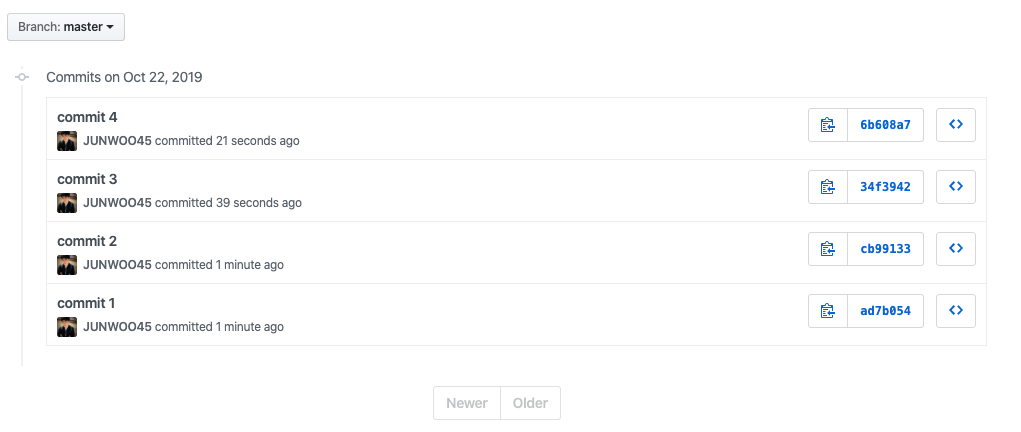 Branch: master
Commits on Oct 22, 2019
commit 4
JUNWOO45 committed 21 seconds ago
6b608a7
commit 3
JUNWOO45 committed 39 seconds ago
34f3942
commit 2
JUNWOO45 committed 1 minute ago
cb99133
commit 1
JUNWOO45 committed 1 minute ago
ad7b054
Newer Older